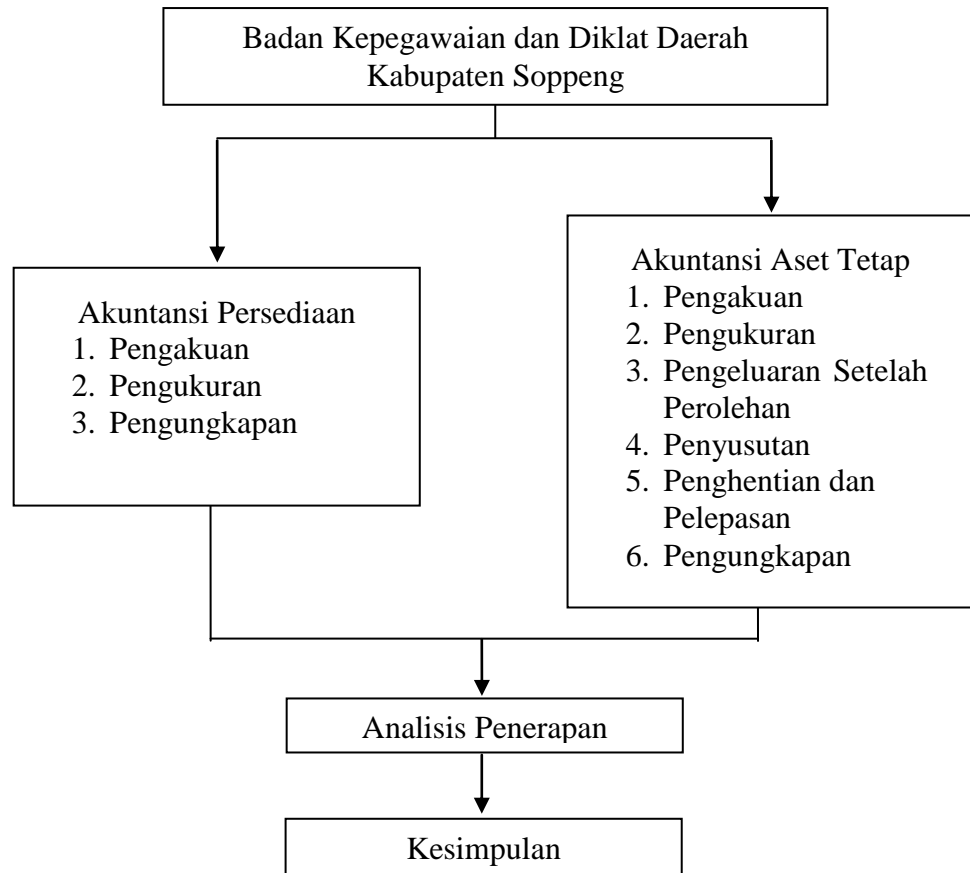 Badan Kepegawaian dan Diklat Daerah
Kabupaten Soppeng
Akuntansi Persediaan
1. Pengakuan
2. Pengukuran
3. Pengungkapan
Akuntansi Aset Tetap
1. Pengakuan
2. Pengukuran
3. Pengeluaran Setelah
Perolehan
4. Penyusutan
5. Penghentian dan
Pelepasan
6. Pengungkapan
Analisis Penerapan
Kesimpulan